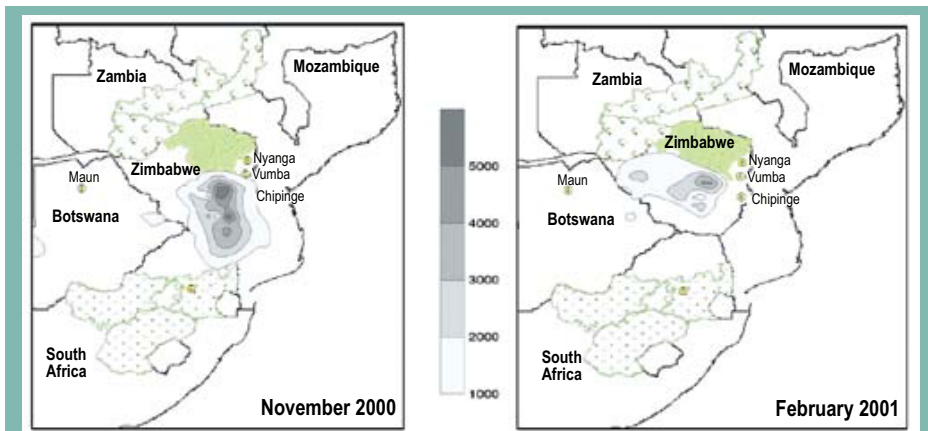 Zambia
Mozambique
Zimbabwe
Nyanga
Vumba
Maun
Chipinge
Botswana
South
Africa
November 2000
5000
4000
3000
2000
1000
Zambia
Mozambique
Zimbabwe
Nyanga
Vumba
Maun
Chipinge
Botswana
South
Africa
February 2001